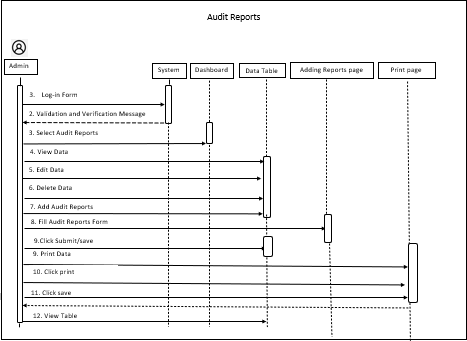 Audit Reports
Admin
System
Dashboard
Data Table
Adding Reports page
Print page
3. Log-in Form
2. Validation and Verification Message
3. Select Audit Reports
4. View Data
5. Edit Data
6. Delete Data
7. Add Audit Reports
8. Fill Audit Reports Form
9.Click Submit/save
9. Print Data
10. Click print
11. Click save
12. View Table